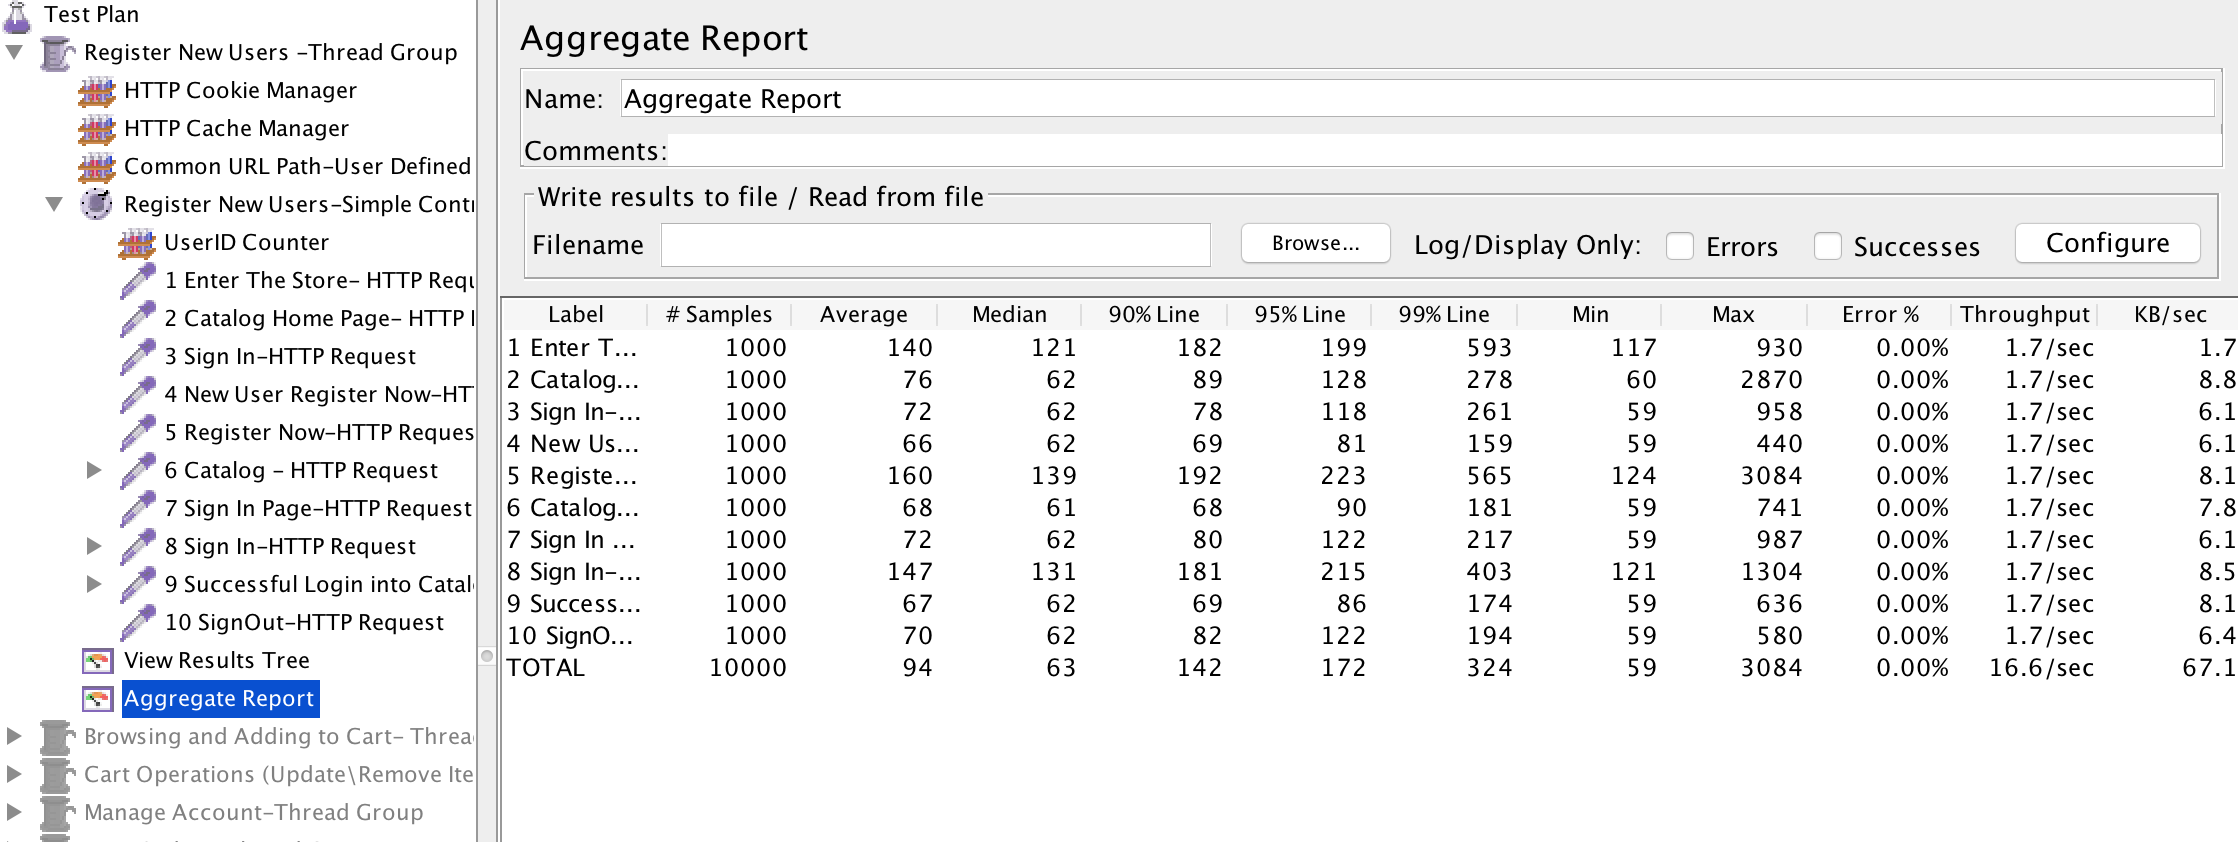 Test Plan
Register New Users -Thread Group
HTTP Cookie Manager
HTTP Cache Manager
Common URL Path-User Defined
Register New Users-Simple Cont
UserID Counter
1 Enter The Store- HTTP Requ
2 Catalog Home Page- HTTP
3 Sign In-HTTP Request
4 New User Register Now-HT
5 Register Now-HTTP Reques
6 Catalog - HTTP Request
7 Sign In Page-HTTP Request
8 Sign In-HTTP Request
9 Successful Login into Catal
10 SignOut-HTTP Request
View Results Tree
Aggregate Report
Browsing and Adding to Cart- Threa
Cart Operations (Update\Remove Ite
Manage Account-Thread Group
Aggregate Report
Name: Aggregate Report
Comments:
Write results to file / Read from file
Filename Browse... Log/Display Only: Errors Successes Configure
Label # Samples Average Median 90% Line 95% Line 99% Line Min Max Error % Throughput KB/sec
1 Enter T... 1000 140 121 182 199 593 117 930 0.00% 1.7/sec 1.7
2 Catalog... 1000 76 62 89 128 278 60 2870 0.00% 1.7/sec 8.8
3 Sign In-... 1000 72 62 78 118 261 59 958 0.00% 1.7/sec 6.1
4 New Us... 1000 66 62 69 81 159 59 440 0.00% 1.7/sec 6.1
5 Registe... 1000 160 139 192 223 565 124 3084 0.00% 1.7/sec 8.1
6 Catalog... 1000 68 61 68 90 181 59 741 0.00% 1.7/sec 7.8
7 Sign In ... 1000 72 62 80 122 217 59 987 0.00% 1.7/sec 6.1
8 Sign In-... 1000 147 131 181 215 403 121 1304 0.00% 1.7/sec 8.5
9 Success... 1000 67 62 69 86 174 59 636 0.00% 1.7/sec 8.1
10 SignO... 1000 70 62 82 122 194 59 580 0.00% 1.7/sec 6.4
TOTAL 10000 94 63 142 172 324 59 3084 0.00% 16.6/sec 67.1